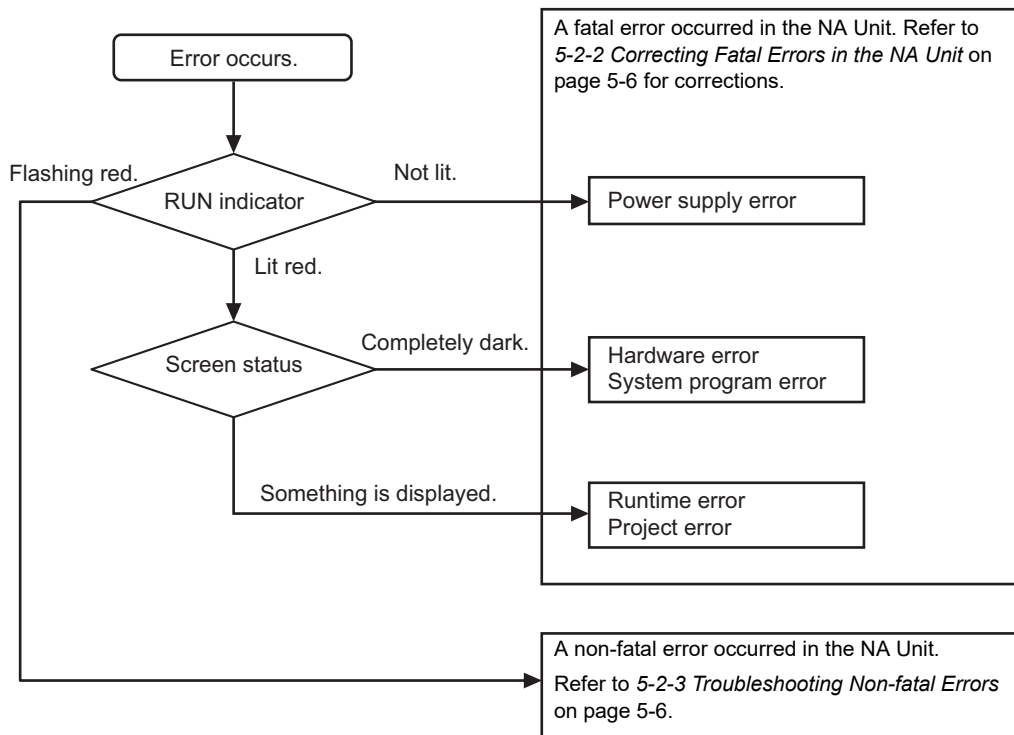 Error occurs.
A fatal error occurred in the NA Unit. Refer to
5-2-2 Correcting Fatal Errors in the NA Unit on
page 5-6 for corrections.
Flashing red.
RUN indicator
Not lit.
Power supply error
Lit red.
Screen status
Completely dark.
Hardware error
System program error
Something is displayed.
Runtime error
Project error
A non-fatal error occurred in the NA Unit.
Refer to 5-2-3 Troubleshooting Non-fatal Errors
on page 5-6.